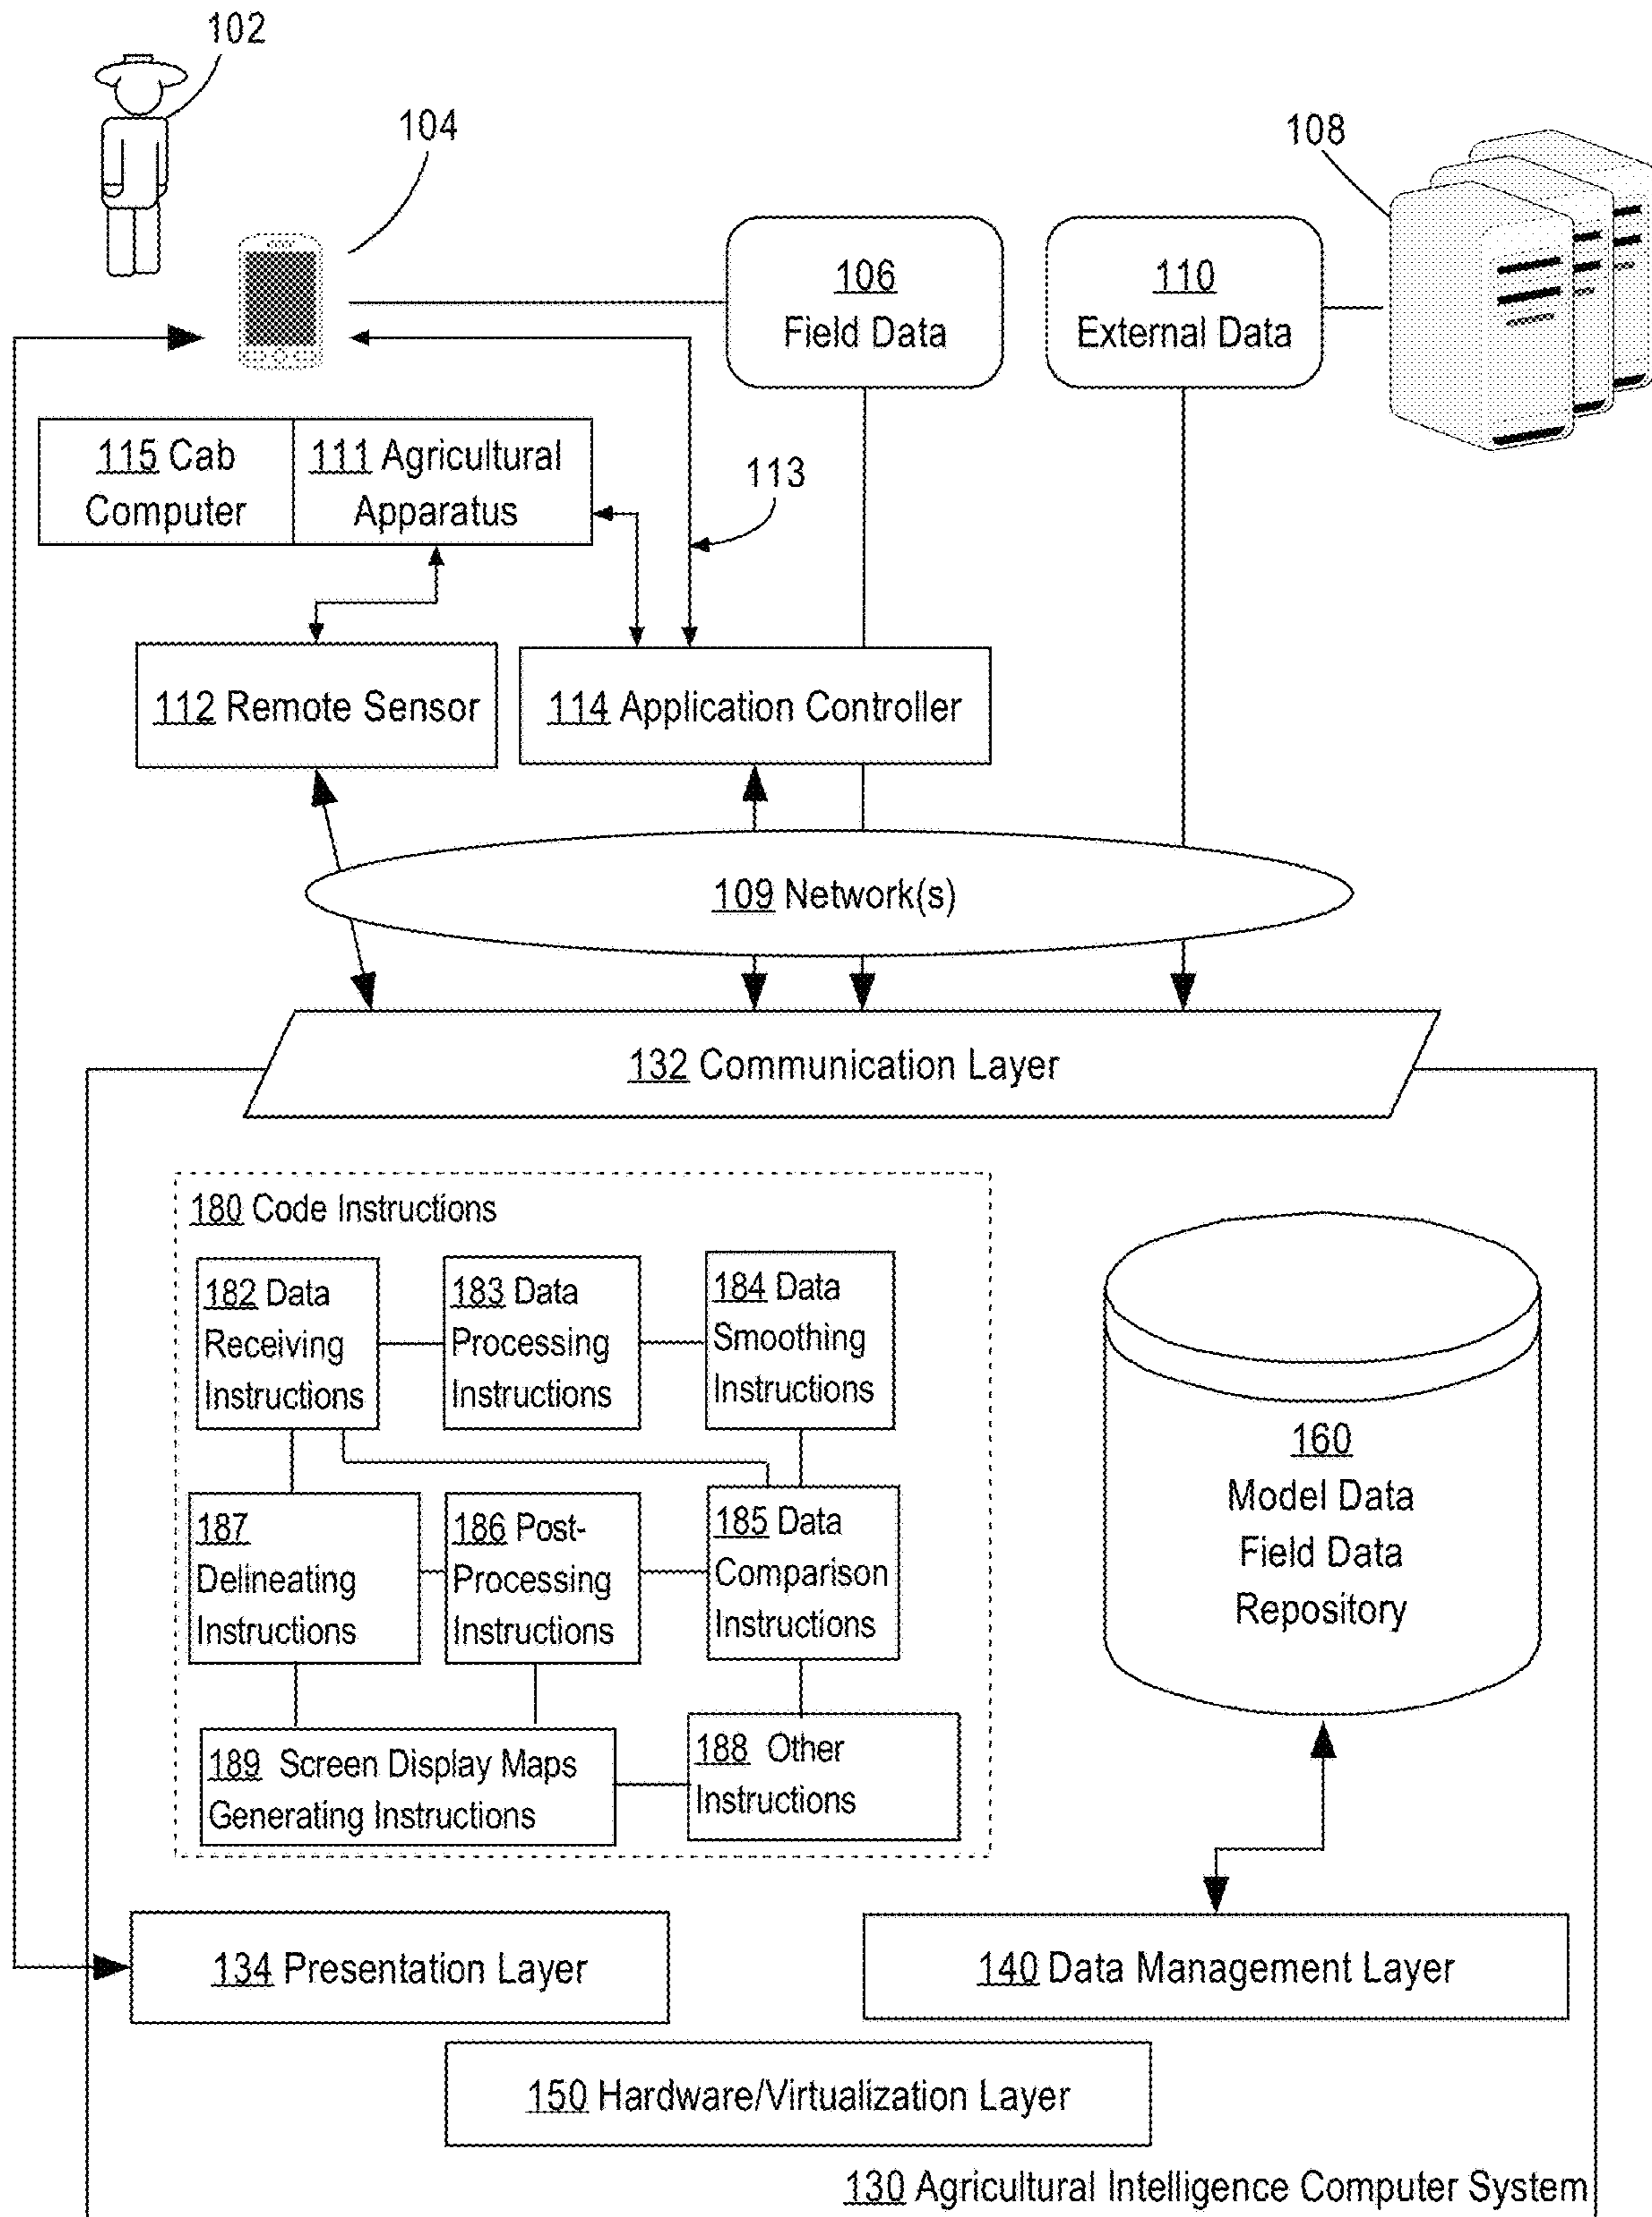 102
104
108
106
Field Data
110
External Data
115 Cab
Computer
111 Agricultural
Apparatus
113
112 Remote Sensor
114 Application Controller
109 Network(s)
132 Communication Layer
180 Code Instructions
182 Data
Receiving
Instructions
183 Data
Processing
Instructions
184 Data
Smoothing
Instructions
187
Delineating
Instructions
186 Post-
Processing
Instructions
185 Data
Comparison
Instructions
189 Screen Display Maps
Generating Instructions
188 Other
Instructions
160
Model Data
Field Data
Repository
134 Presentation Layer
140 Data Management Layer
150 Hardware/Virtualization Layer
130 Agricultural Intelligence Computer System